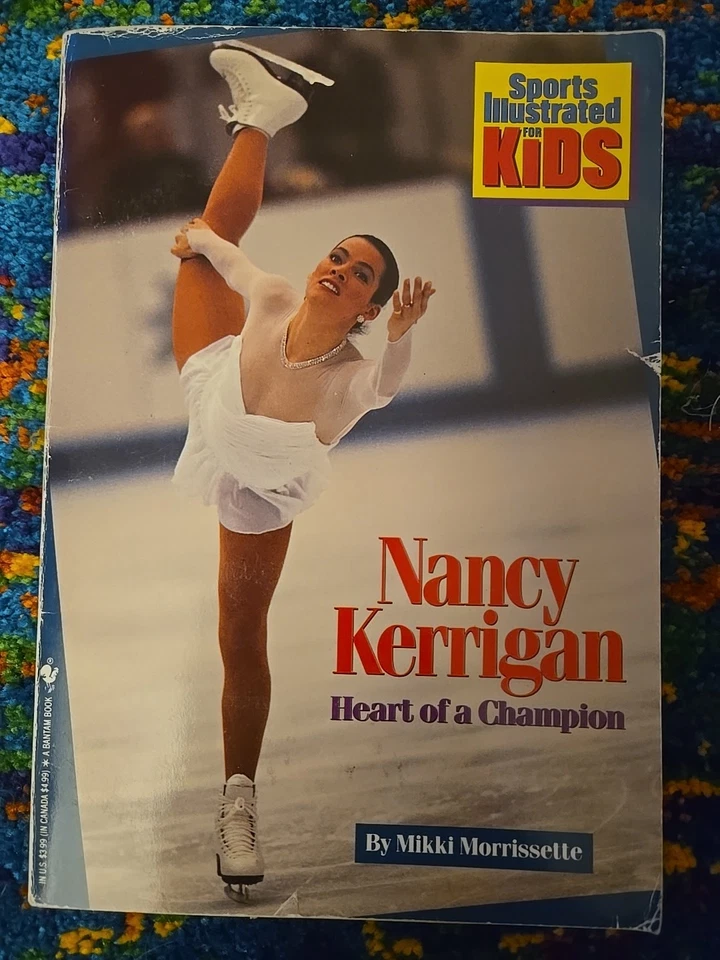 Sports
Illustrated
FOR
KiDS
Nancy
Kerrigan
Heart of a Champion
By Mikki Morrissette
IN U.S. $3.99 (IN CANADA $4.99) ★ A BANTAM BOOK ®